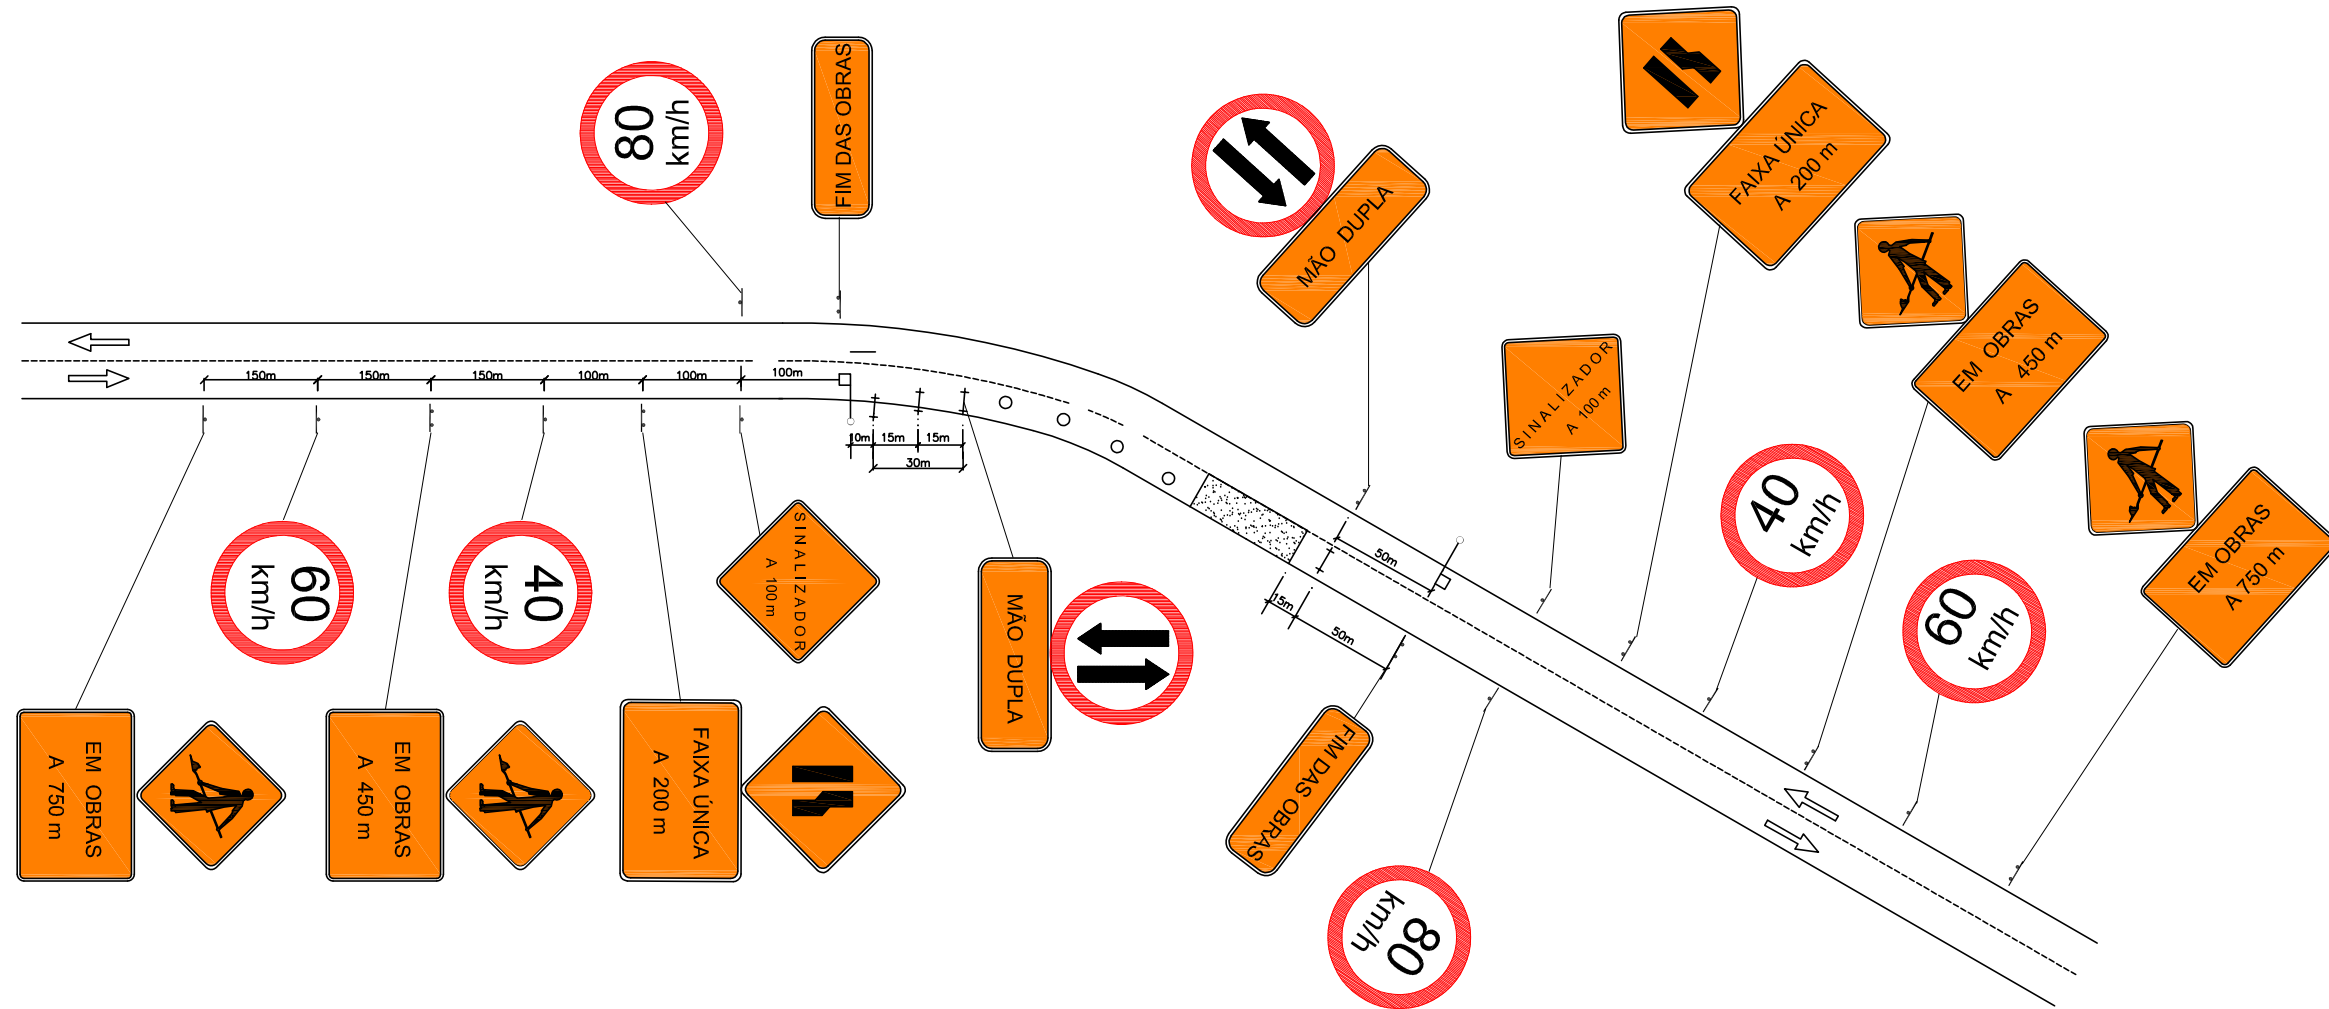 80
km/h
FIM DAS OBRAS
MÃO DUPLA
FAIXA ÚNICA
A 200 m
EM OBRAS
A 450 m
EM OBRAS
A 750 m
SINALIZADOR
A 100 m
40
km/h
60
km/h
150m
150m
150m
100m
100m
100m
10m
15m
15m
30m
50m
15m
50m
60
km/h
40
km/h
SINALIZADOR
A 100 m
MÃO DUPLA
EM OBRAS
A 750 m
EM OBRAS
A 450 m
FAIXA ÚNICA
A 200 m
FIM DAS OBRAS
80
km/h